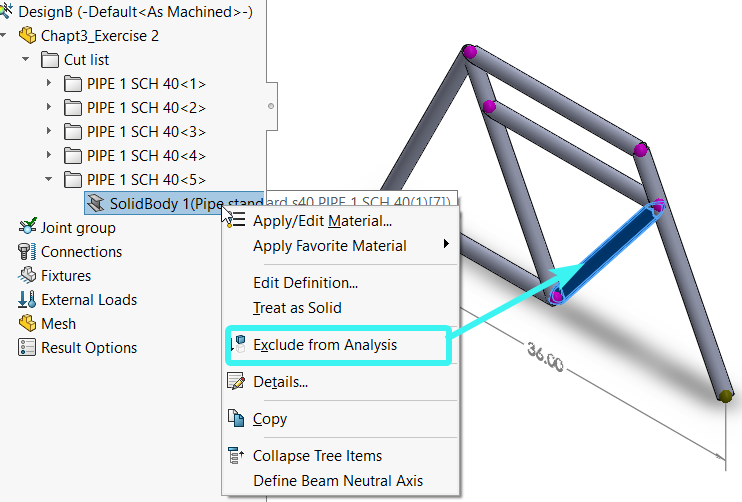 DesignB (-Default<As Machined>-)
Chapt3_Exercise 2
Cut list
PIPE 1 SCH 40<1>
PIPE 1 SCH 40<2>
PIPE 1 SCH 40<3>
PIPE 1 SCH 40<4>
PIPE 1 SCH 40<5>
SolidBody 1(Pipe standard s40 PIPE 1 SCH 40(1)[7])
Joint group
Connections
Fixtures
External Loads
Mesh
Result Options
Apply/Edit Material...
Apply Favorite Material
Edit Definition...
Treat as Solid
Exclude from Analysis
Details...
Copy
Collapse Tree Items
Define Beam Neutral Axis
36.00